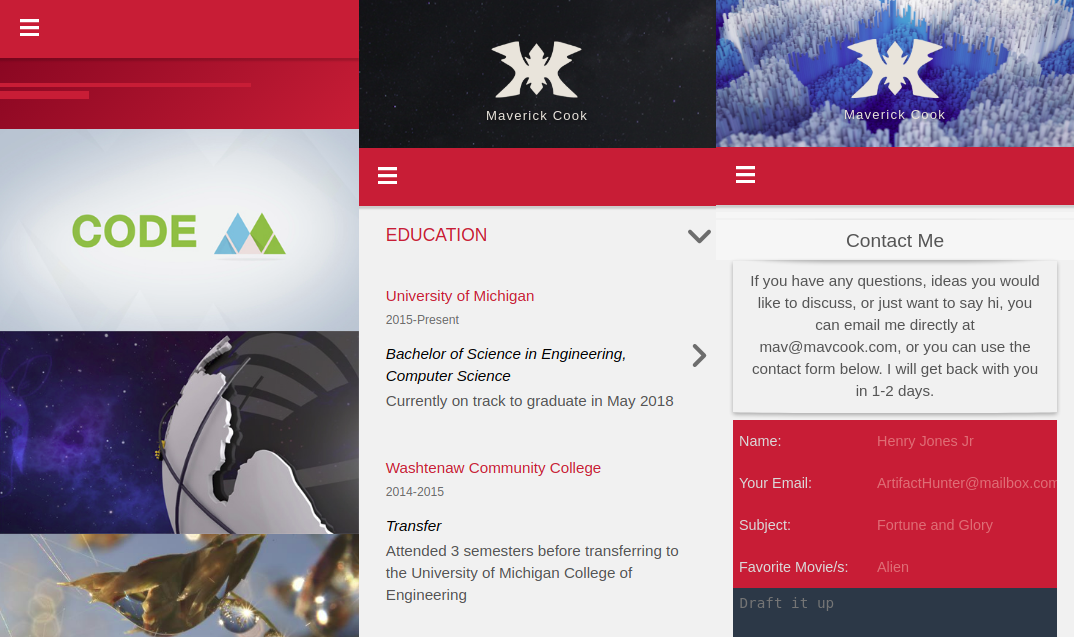 CODE
Maverick Cook
EDUCATION
University of Michigan
2015-Present
Bachelor of Science in Engineering,
Computer Science
Currently on track to graduate in May 2018
Washtenaw Community College
2014-2015
Transfer
Attended 3 semesters before transferring to
the University of Michigan College of
Engineering
Maverick Cook
Contact Me
If you have any questions, ideas you would
like to discuss, or just want to say hi, you
can email me directly at
mav@mavcook.com, or you can use the
contact form below. I will get back with you
in 1-2 days.
Name: Henry Jones Jr
Your Email: ArtifactHunter@mailbox.com
Subject: Fortune and Glory
Favorite Movie/s: Alien
Draft it up